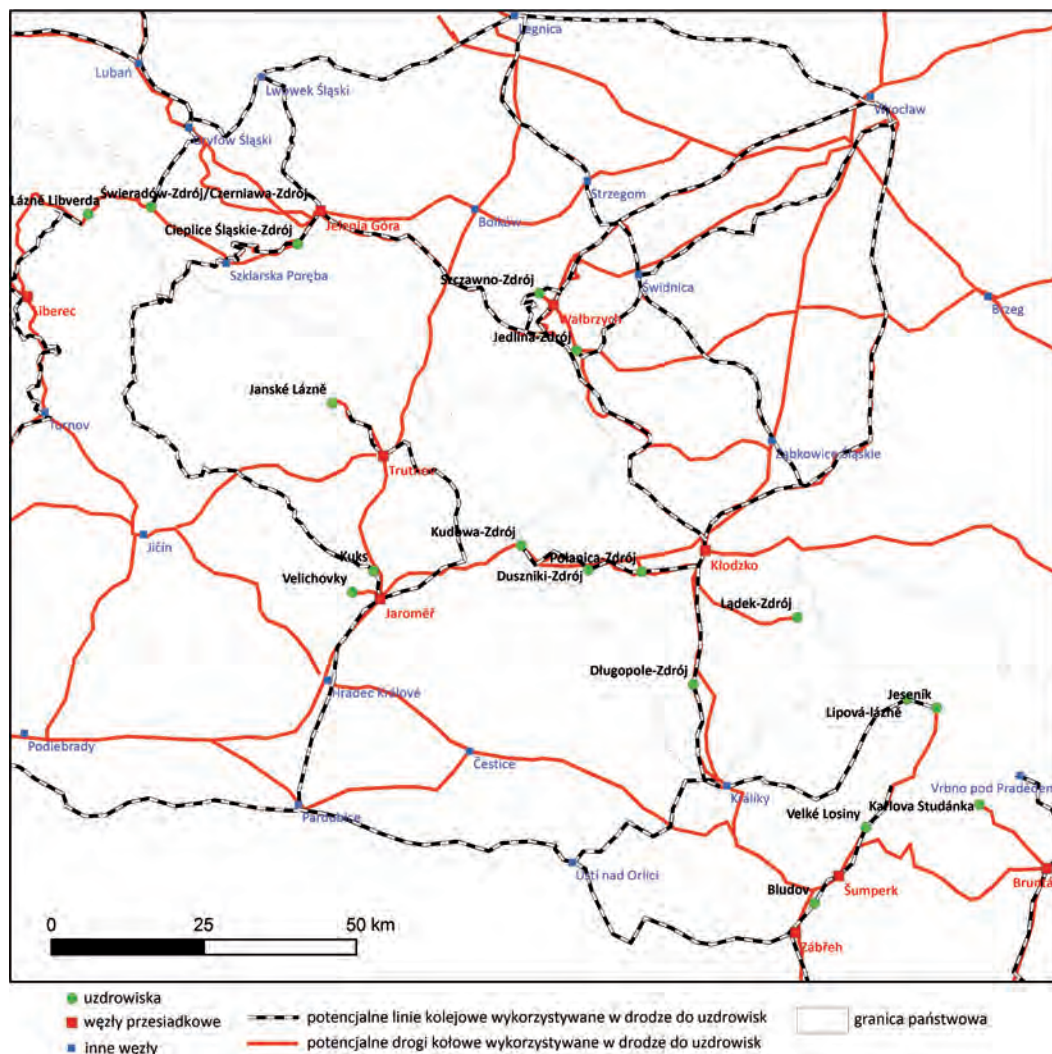 Legnica
Lubań
Lwówek Śląski
Wrocław
Gryfów Śląski
Strzegom
Świeradów-Zdrój/Czerniawa-Zdrój
Lázně Libverda
Jelenia Góra
Bolków
Cieplice Śląskie-Zdrój
Szklarska Poręba
Szczawno-Zdrój
Świdnica
Liberec
Wałbrzych
Brzeg
Jedlina-Zdrój
Janské Lázně
Turnov
Ząbkowice Śląskie
Trutnov
Kudowa-Zdrój
Jičín
Kuks
Polanica-Zdrój
Kłodzko
Velichovky
Duszniki-Zdrój
Lądek-Zdrój
Jaroměř
Długopole-Zdrój
Hradec Králové
Jeseník
Lipová-lázně
Podiebrady
Čestice
Králíky
Vrbno pod Pradědem
Pardubice
Velké Losiny
Karlova Studánka
Ústí nad Orlicí
Šumperk
Bruntá
Bludov
Zábřeh
0 25 50 km
uzdrowiska
węzły przesiadkowe
inne węzły
potencjalne linie kolejowe wykorzystywane w drodze do uzdrowisk
potencjalne drogi kołowe wykorzystywane w drodze do uzdrowisk
granica państwowa